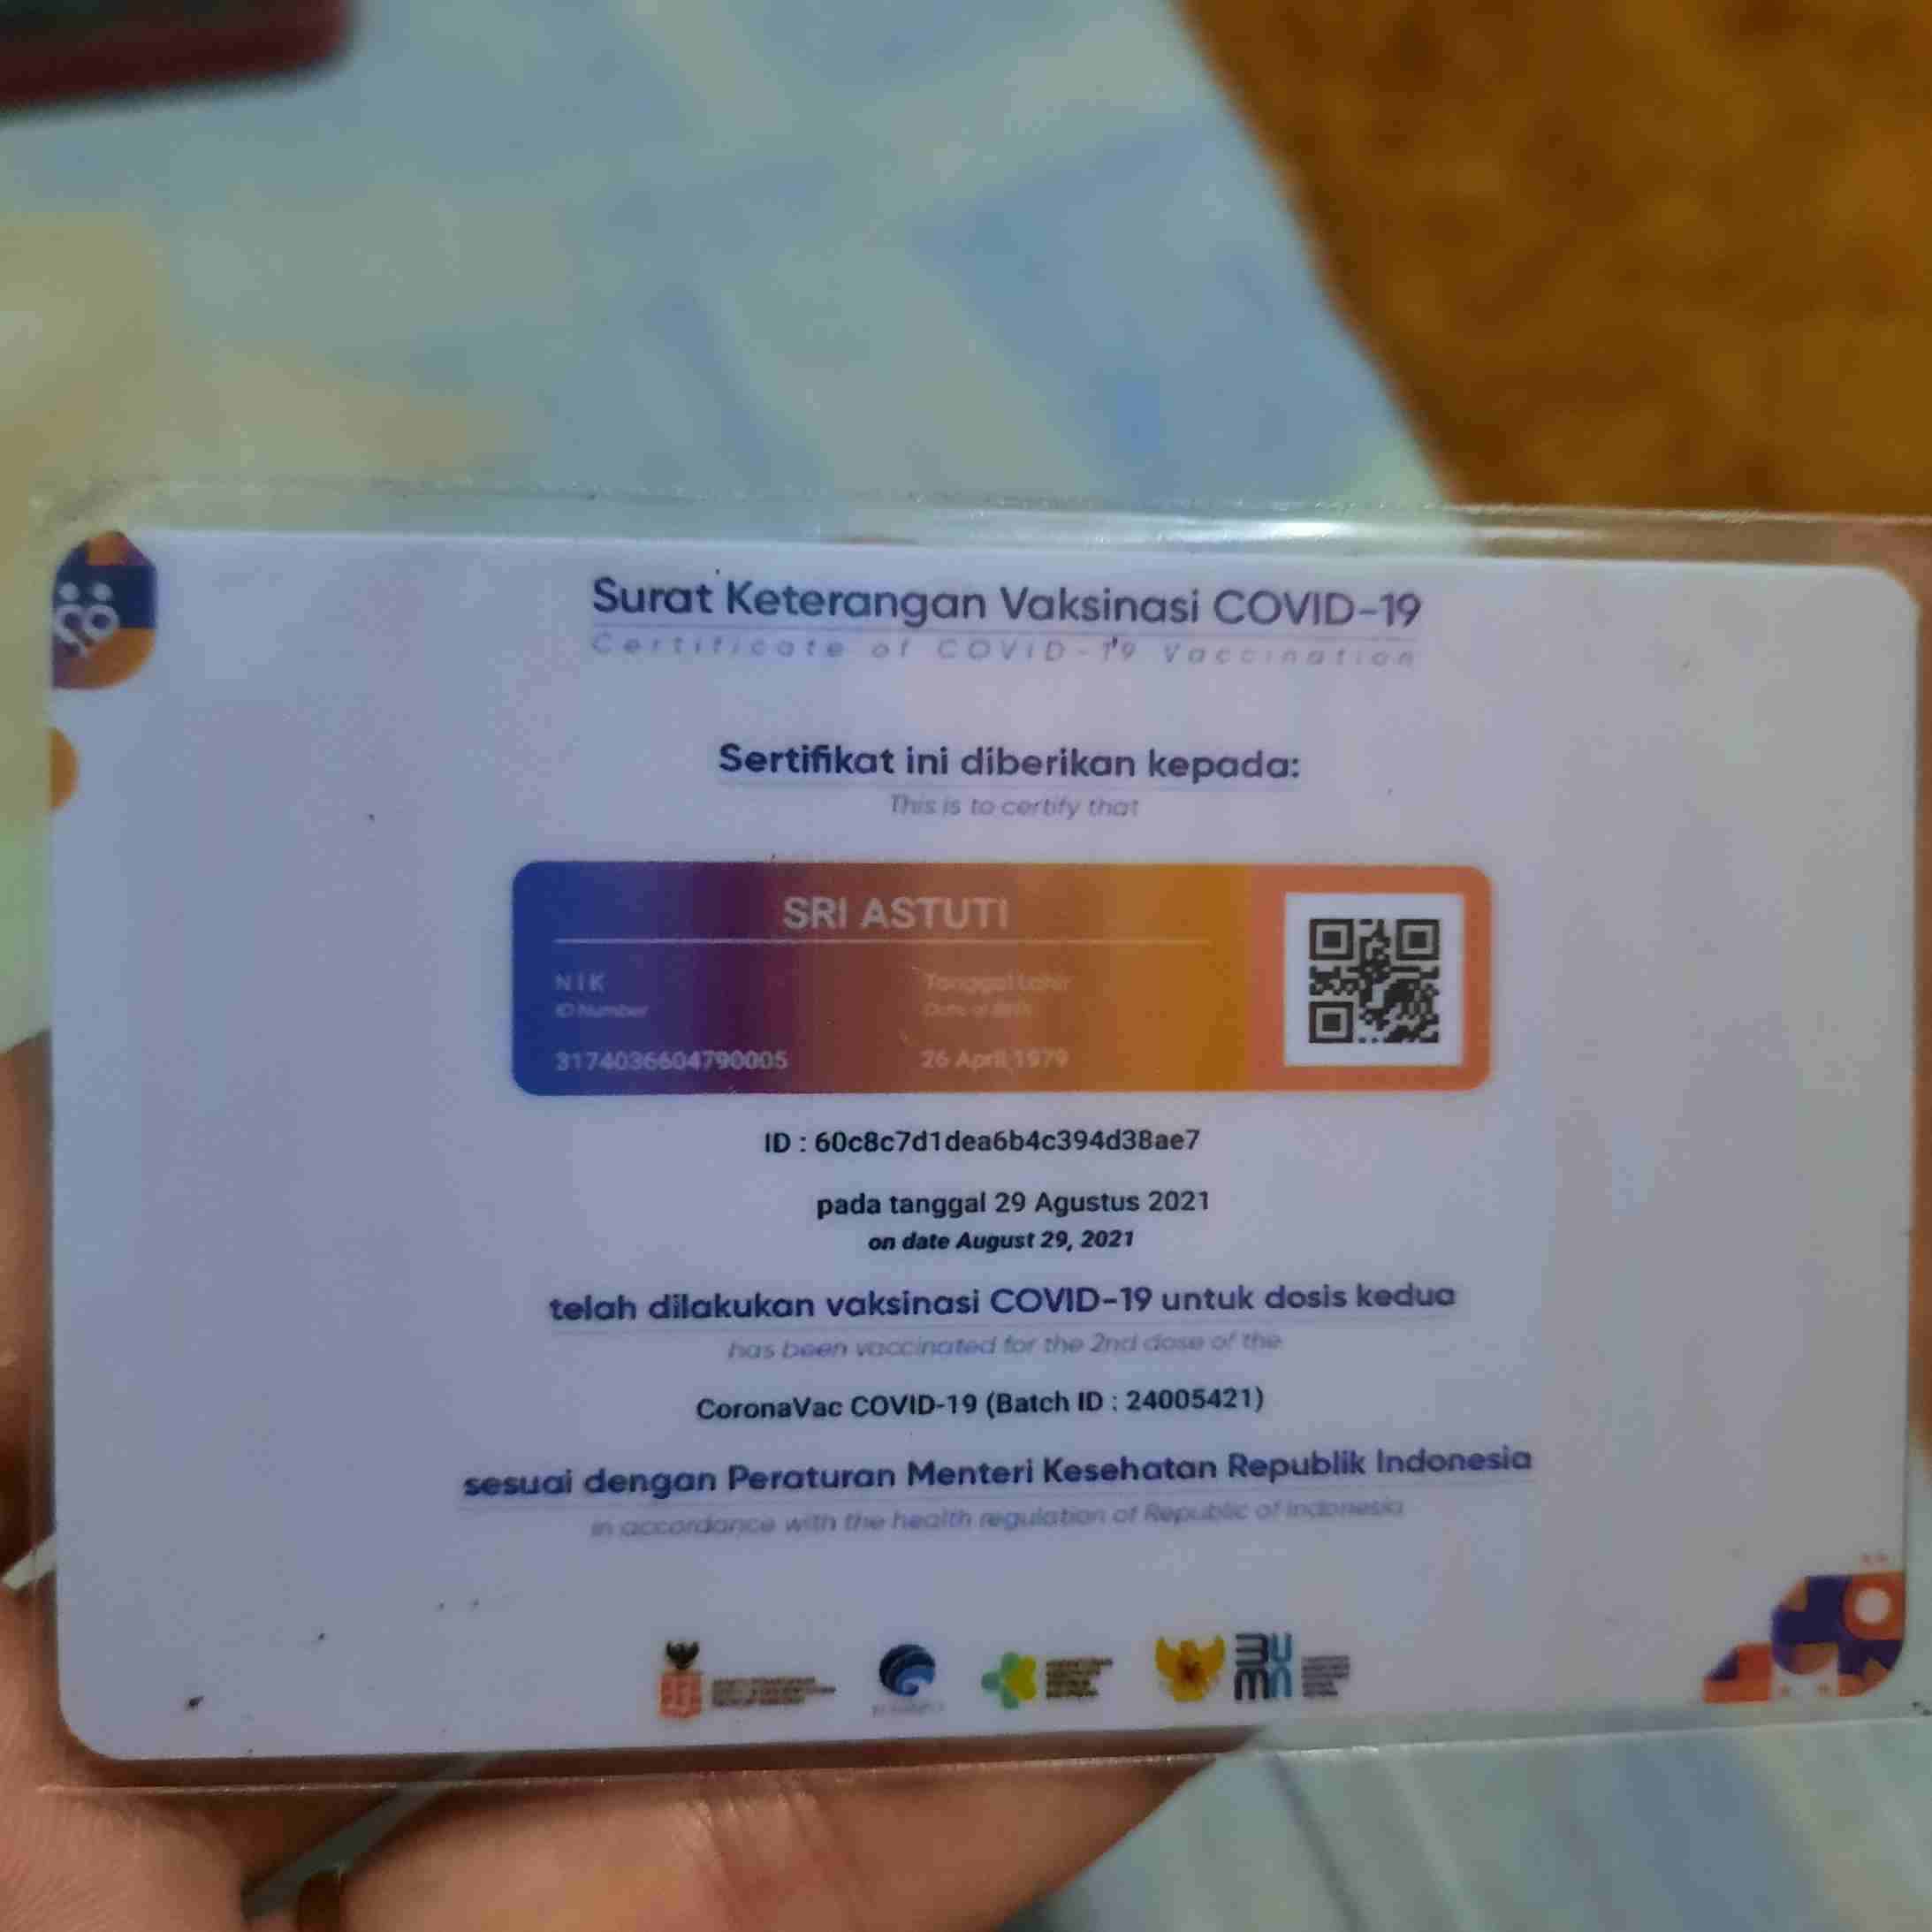 Surat Keterangan Vaksinasi COVID-19
Certificate of COVID-19 Vaccination
Sertifikat ini diberikan kepada:
This is to certify that
SRI ASTUTI
NIK
Tanggal Lahir
ID Number
Date of Birth
3174036604790005
26 April 1979
ID : 60c8c7d1dea6b4c394d38ae7
pada tanggal 29 Agustus 2021
on date August 29, 2021
telah dilakukan vaksinasi COVID-19 untuk dosis kedua
has been vaccinated for the 2nd dose of the
CoronaVac COVID-19 (Batch ID : 24005421)
sesuai dengan Peraturan Menteri Kesehatan Republik Indonesia
in accordance with the health regulation of Republic of Indonesia